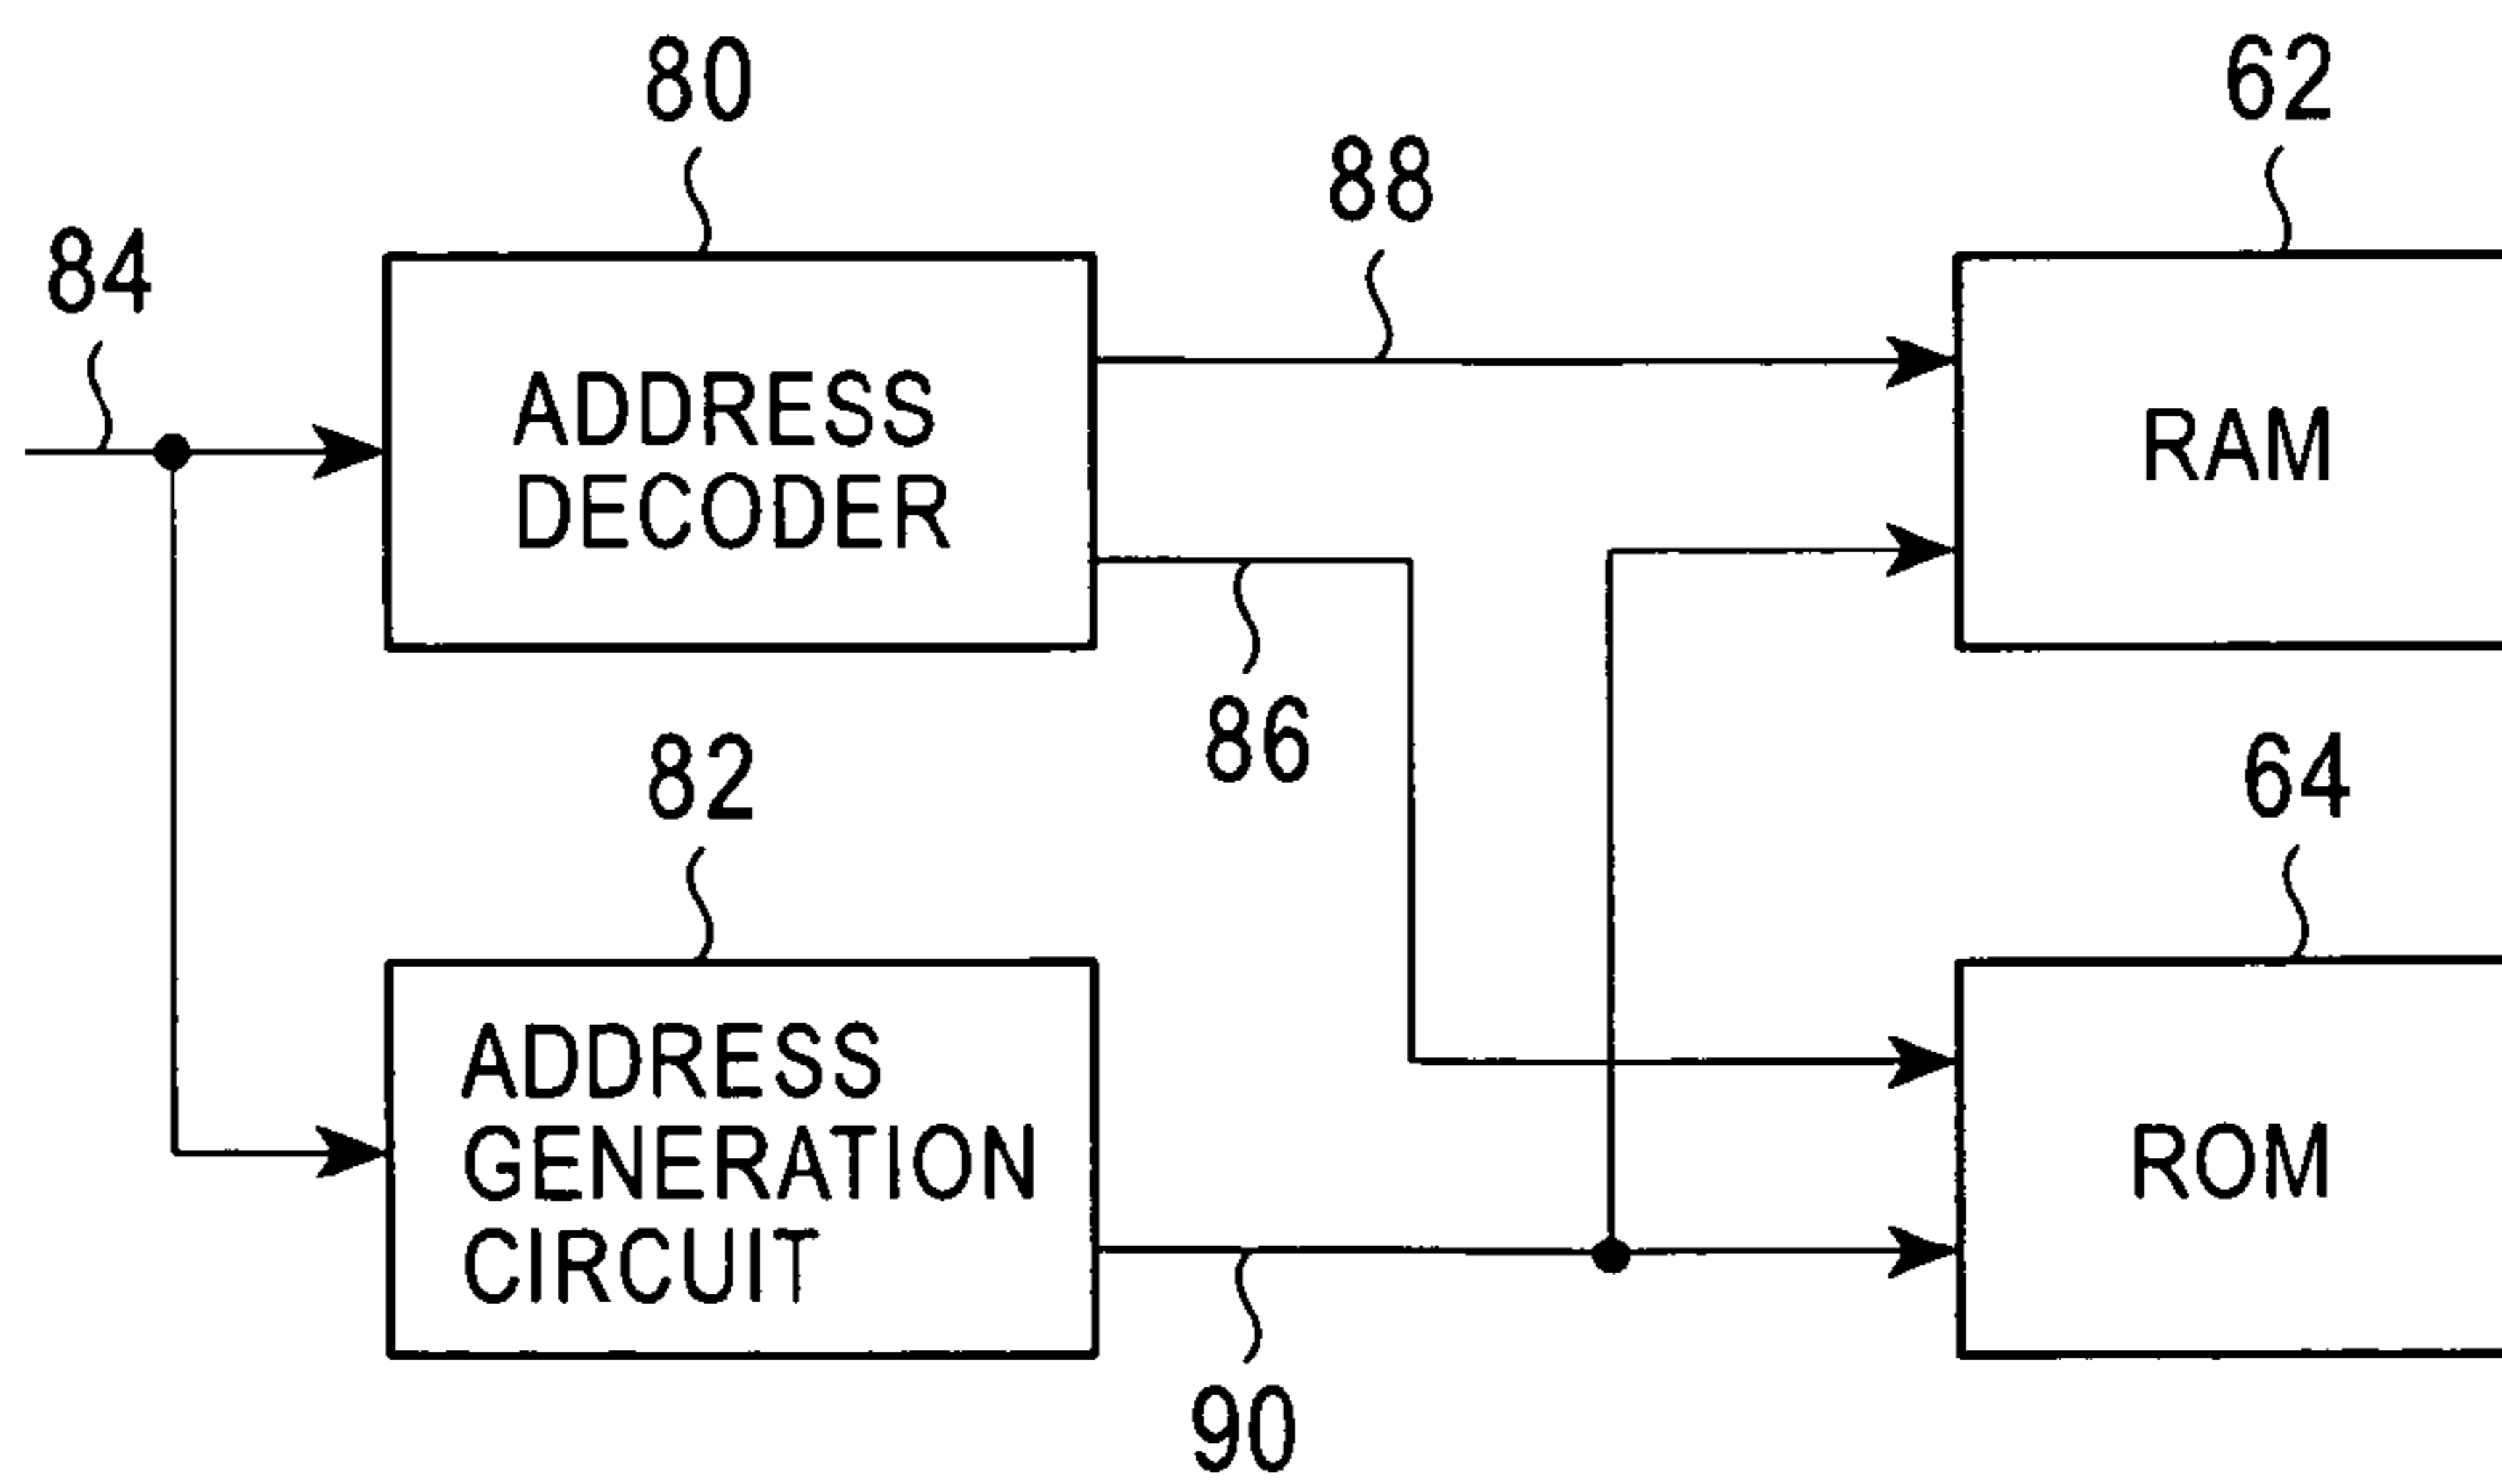 80
62
88
84
ADDRESS
DECODER
RAM
86
82
64
ADDRESS
GENERATION
CIRCUIT
ROM
90